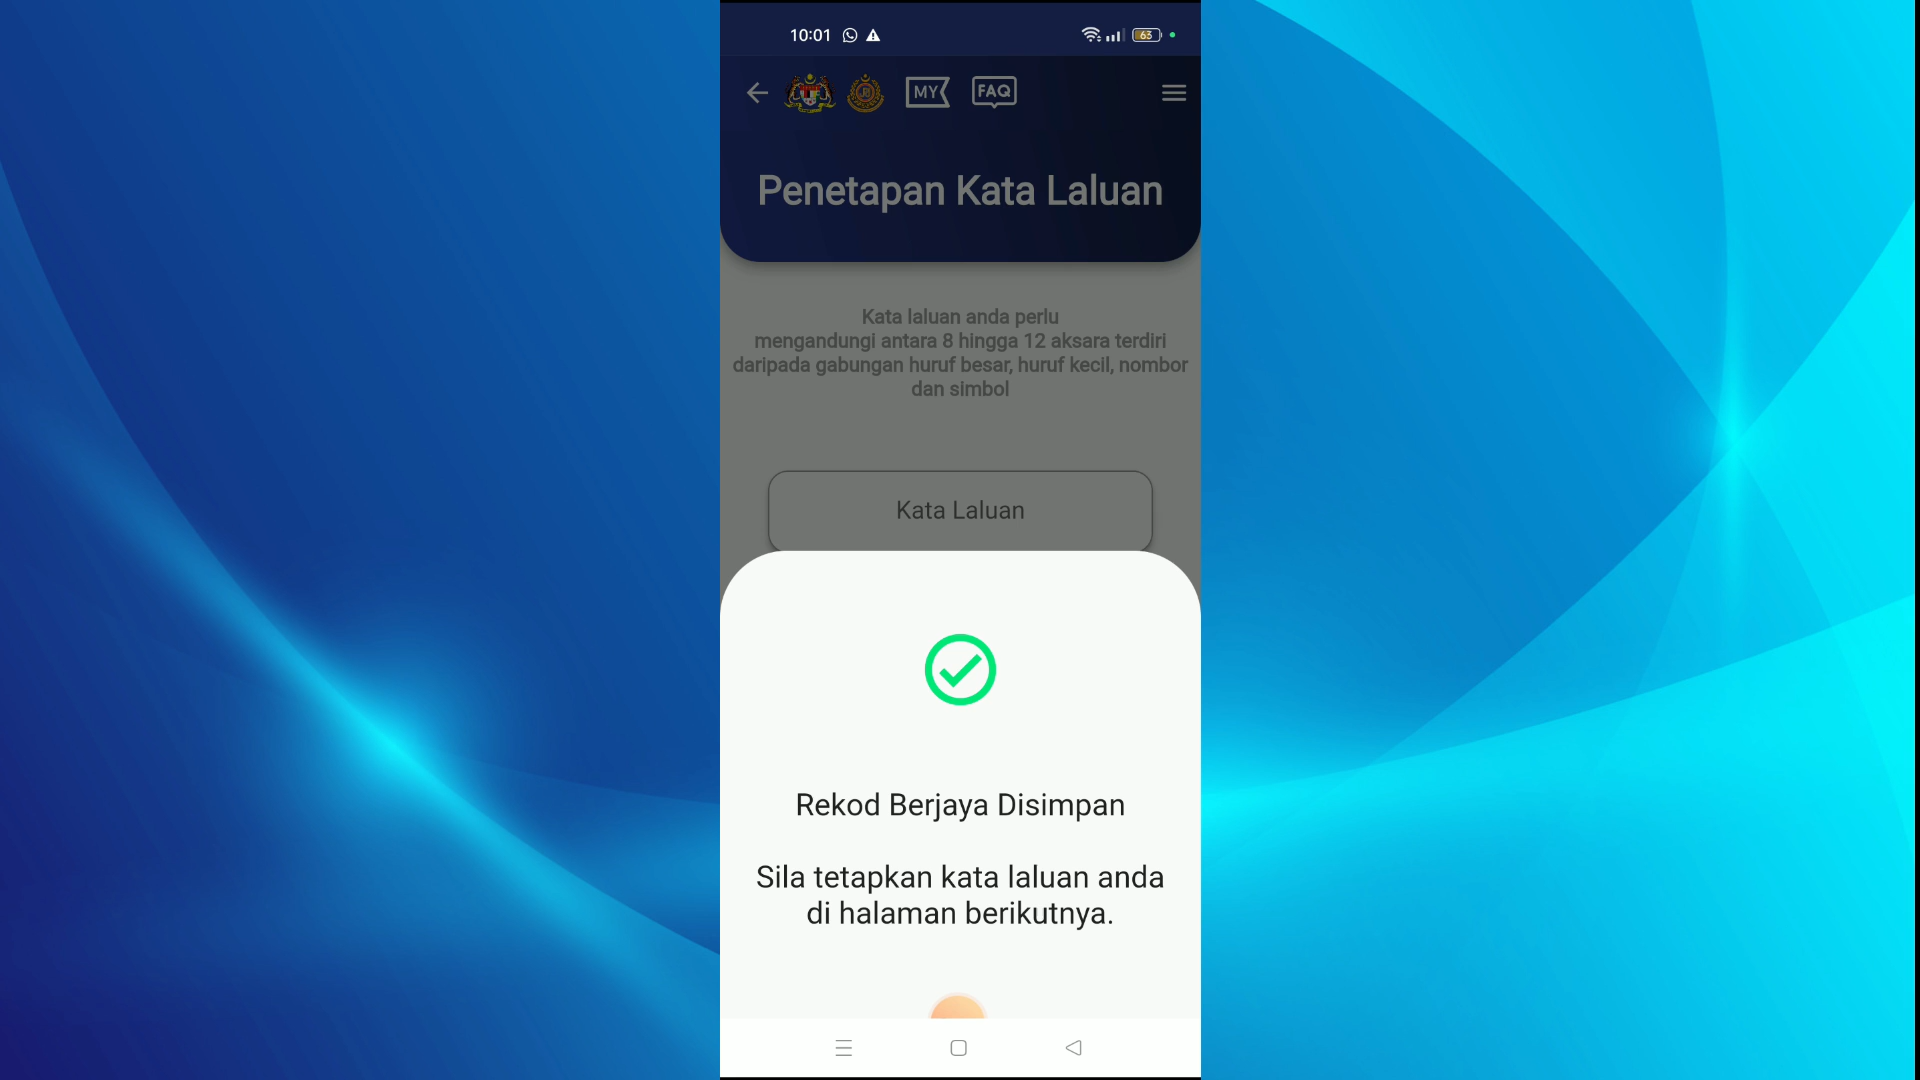 10:01
63
MY
FAQ
Penetapan Kata Laluan
Kata laluan anda perlu
mengandungi antara 8 hingga 12 aksara terdiri
daripada gabungan huruf besar, huruf kecil, nombor
dan simbol
Kata Laluan
Rekod Berjaya Disimpan
Sila tetapkan kata laluan anda
di halaman berikutnya.